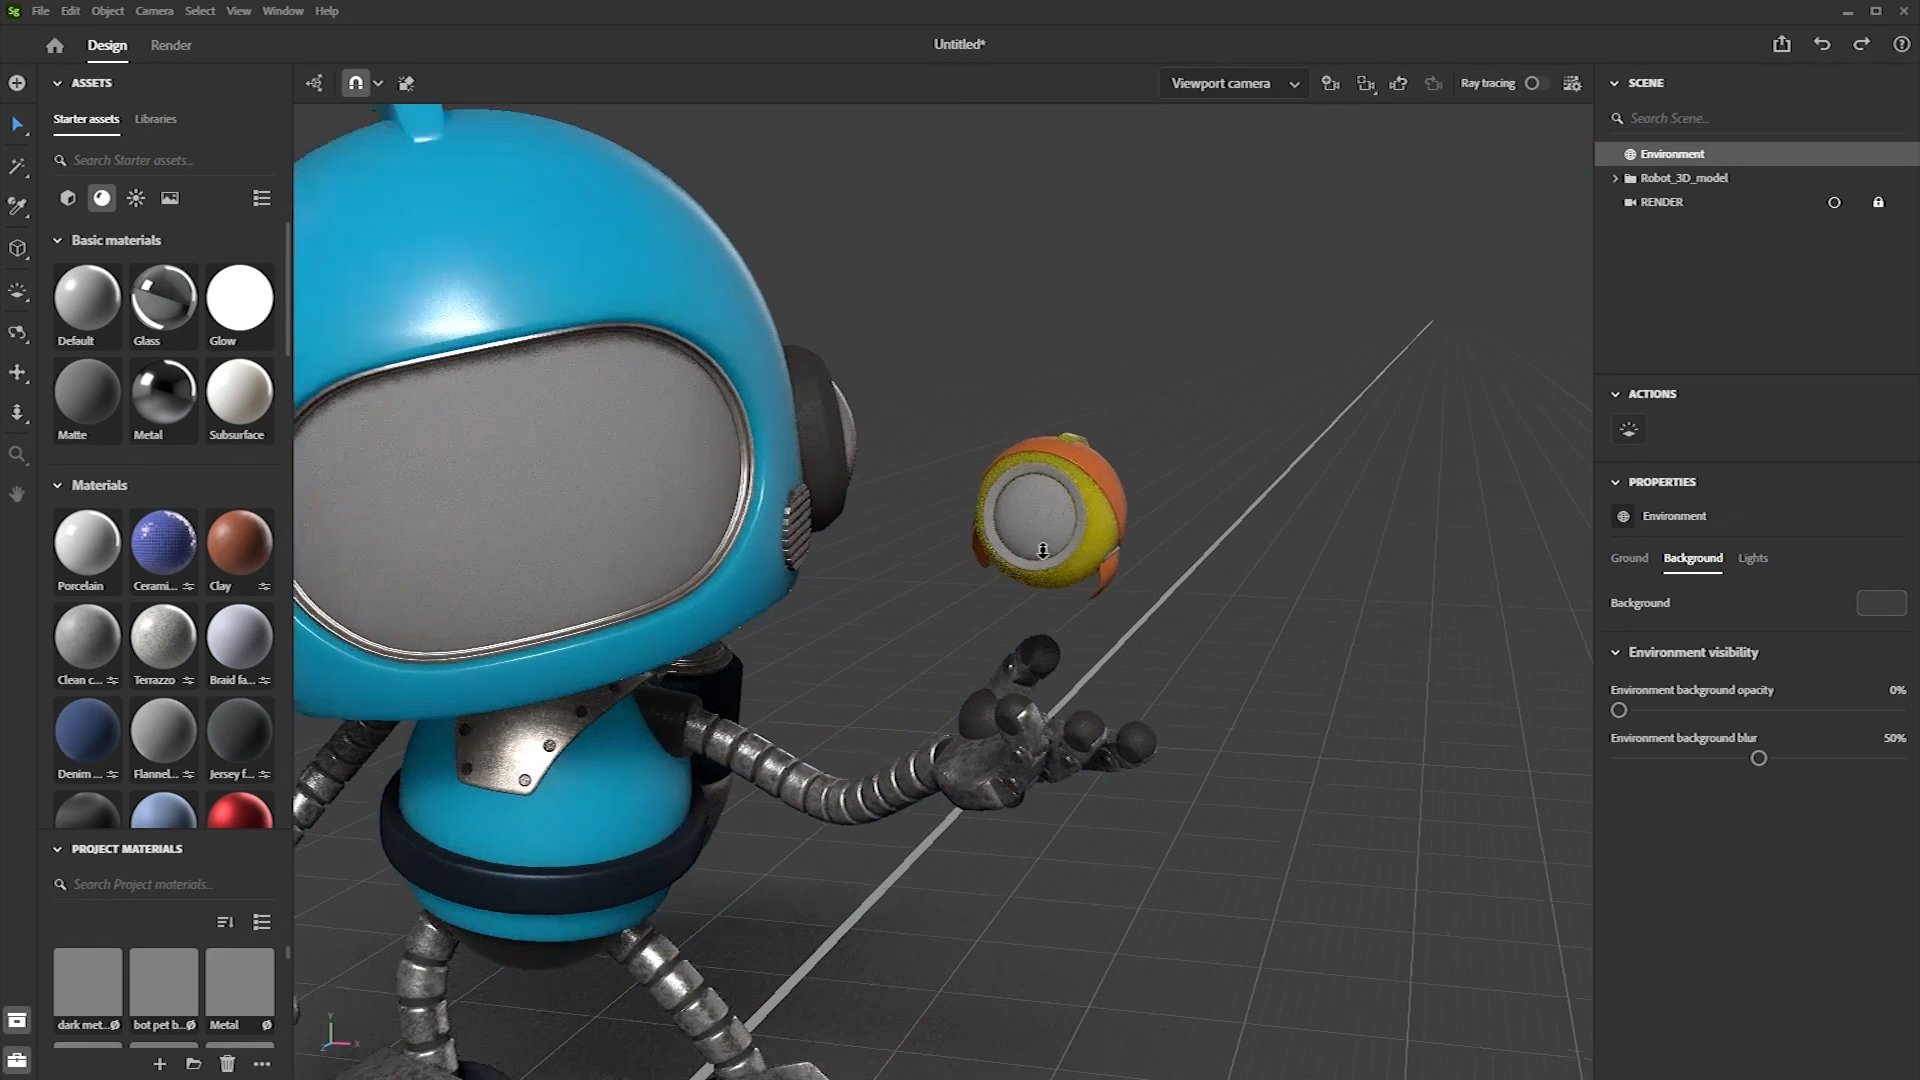 Sg File Edit Object Camera Select View Window Help
Design Render Untitled*
ASSETS
Starter assets Libraries
Search Starter assets...
Basic materials
Default Glass Glow
Matte Metal Subsurface
Materials
Porcelain Cerami... Clay
Clean c... Terrazzo Braid fa...
Denim ... Flannel... Jersey f...
PROJECT MATERIALS
Search Project materials...
dark met... bot pet b... Metal
Viewport camera Ray tracing
Y
Z X
SCENE
Search Scene...
Environment
Robot_3D_model
RENDER
ACTIONS
PROPERTIES
Environment
Ground Background Lights
Background
Environment visibility
Environment background opacity 0%
Environment background blur 50%